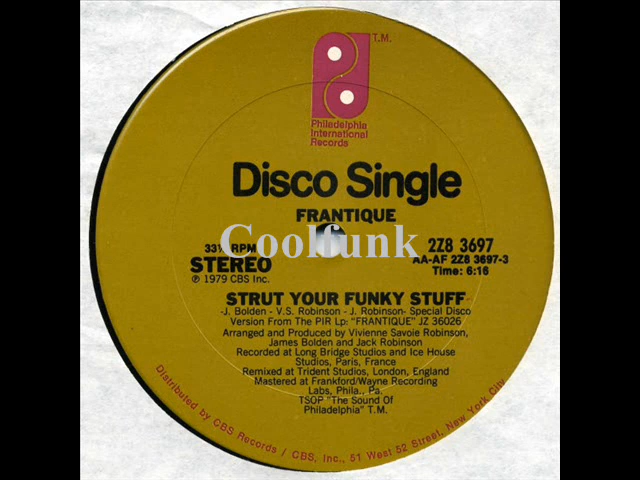 T.M.
Philadelphia
International
Records
Disco Single
FRANTIQUE
Coolfunk
33⅓ RPM
STEREO
℗ 1979 CBS Inc.
2Z8 3697
AA-AF 2Z8 3697-3
Time: 6:16
STRUT YOUR FUNKY STUFF
-J. Bolden - V.S. Robinson - J. Robinson- Special Disco
Version From The PIR Lp: "FRANTIQUE" JZ 36026
Arranged and Produced by Vivienne Savoie Robinson,
James Bolden and Jack Robinson
Recorded at Long Bridge Studios and Ice House
Studios, Paris, France
Remixed at Trident Studios, London, England
Mastered at Frankford/Wayne Recording
Labs, Phila., Pa.
TSOP "The Sound Of
Philadelphia" T.M.
Distributed by CBS Records / CBS, Inc., 51 West 52 Street, New York City